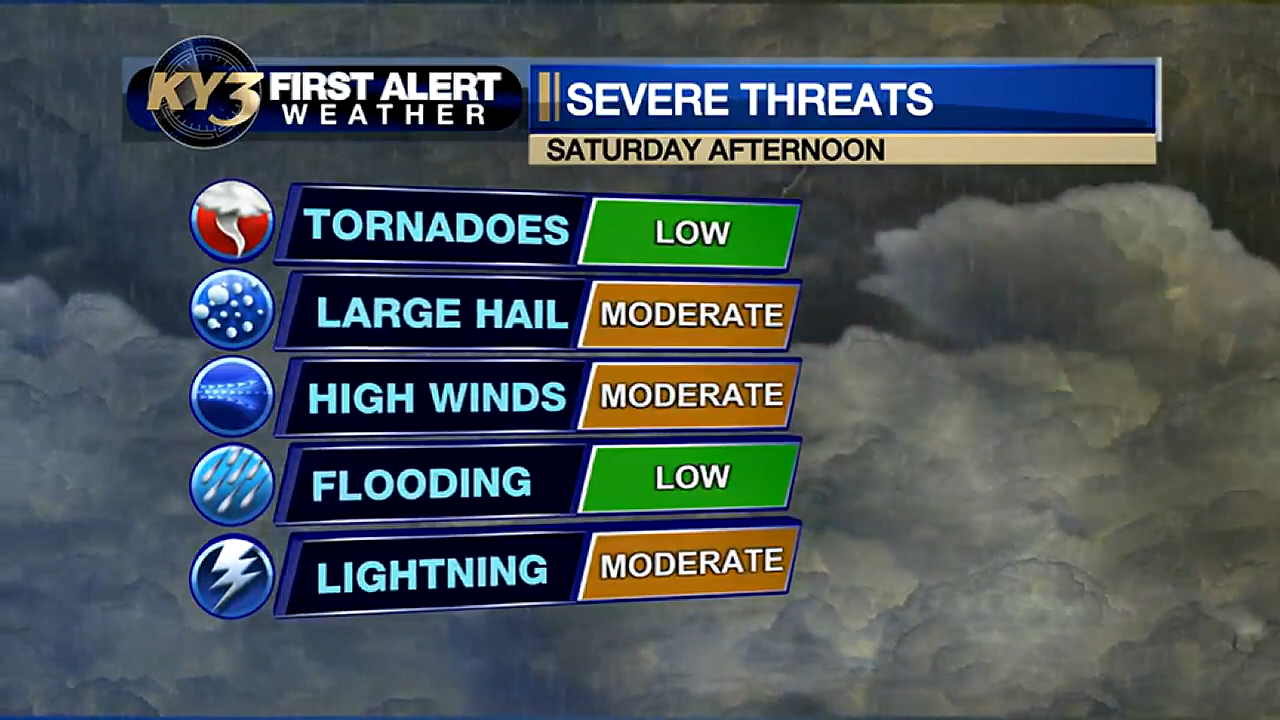 KY3 FIRST ALERT
WEATHER
SEVERE THREATS
SATURDAY AFTERNOON
TORNADOES LOW
LARGE HAIL MODERATE
HIGH WINDS MODERATE
FLOODING LOW
LIGHTNING MODERATE